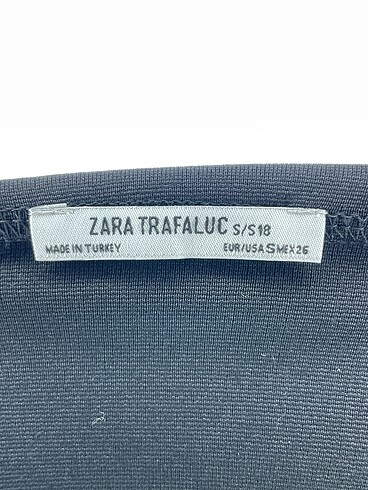 ZARA TRAFALUC S/S18
MADE IN TURKEY EUR/USA S MEX 26